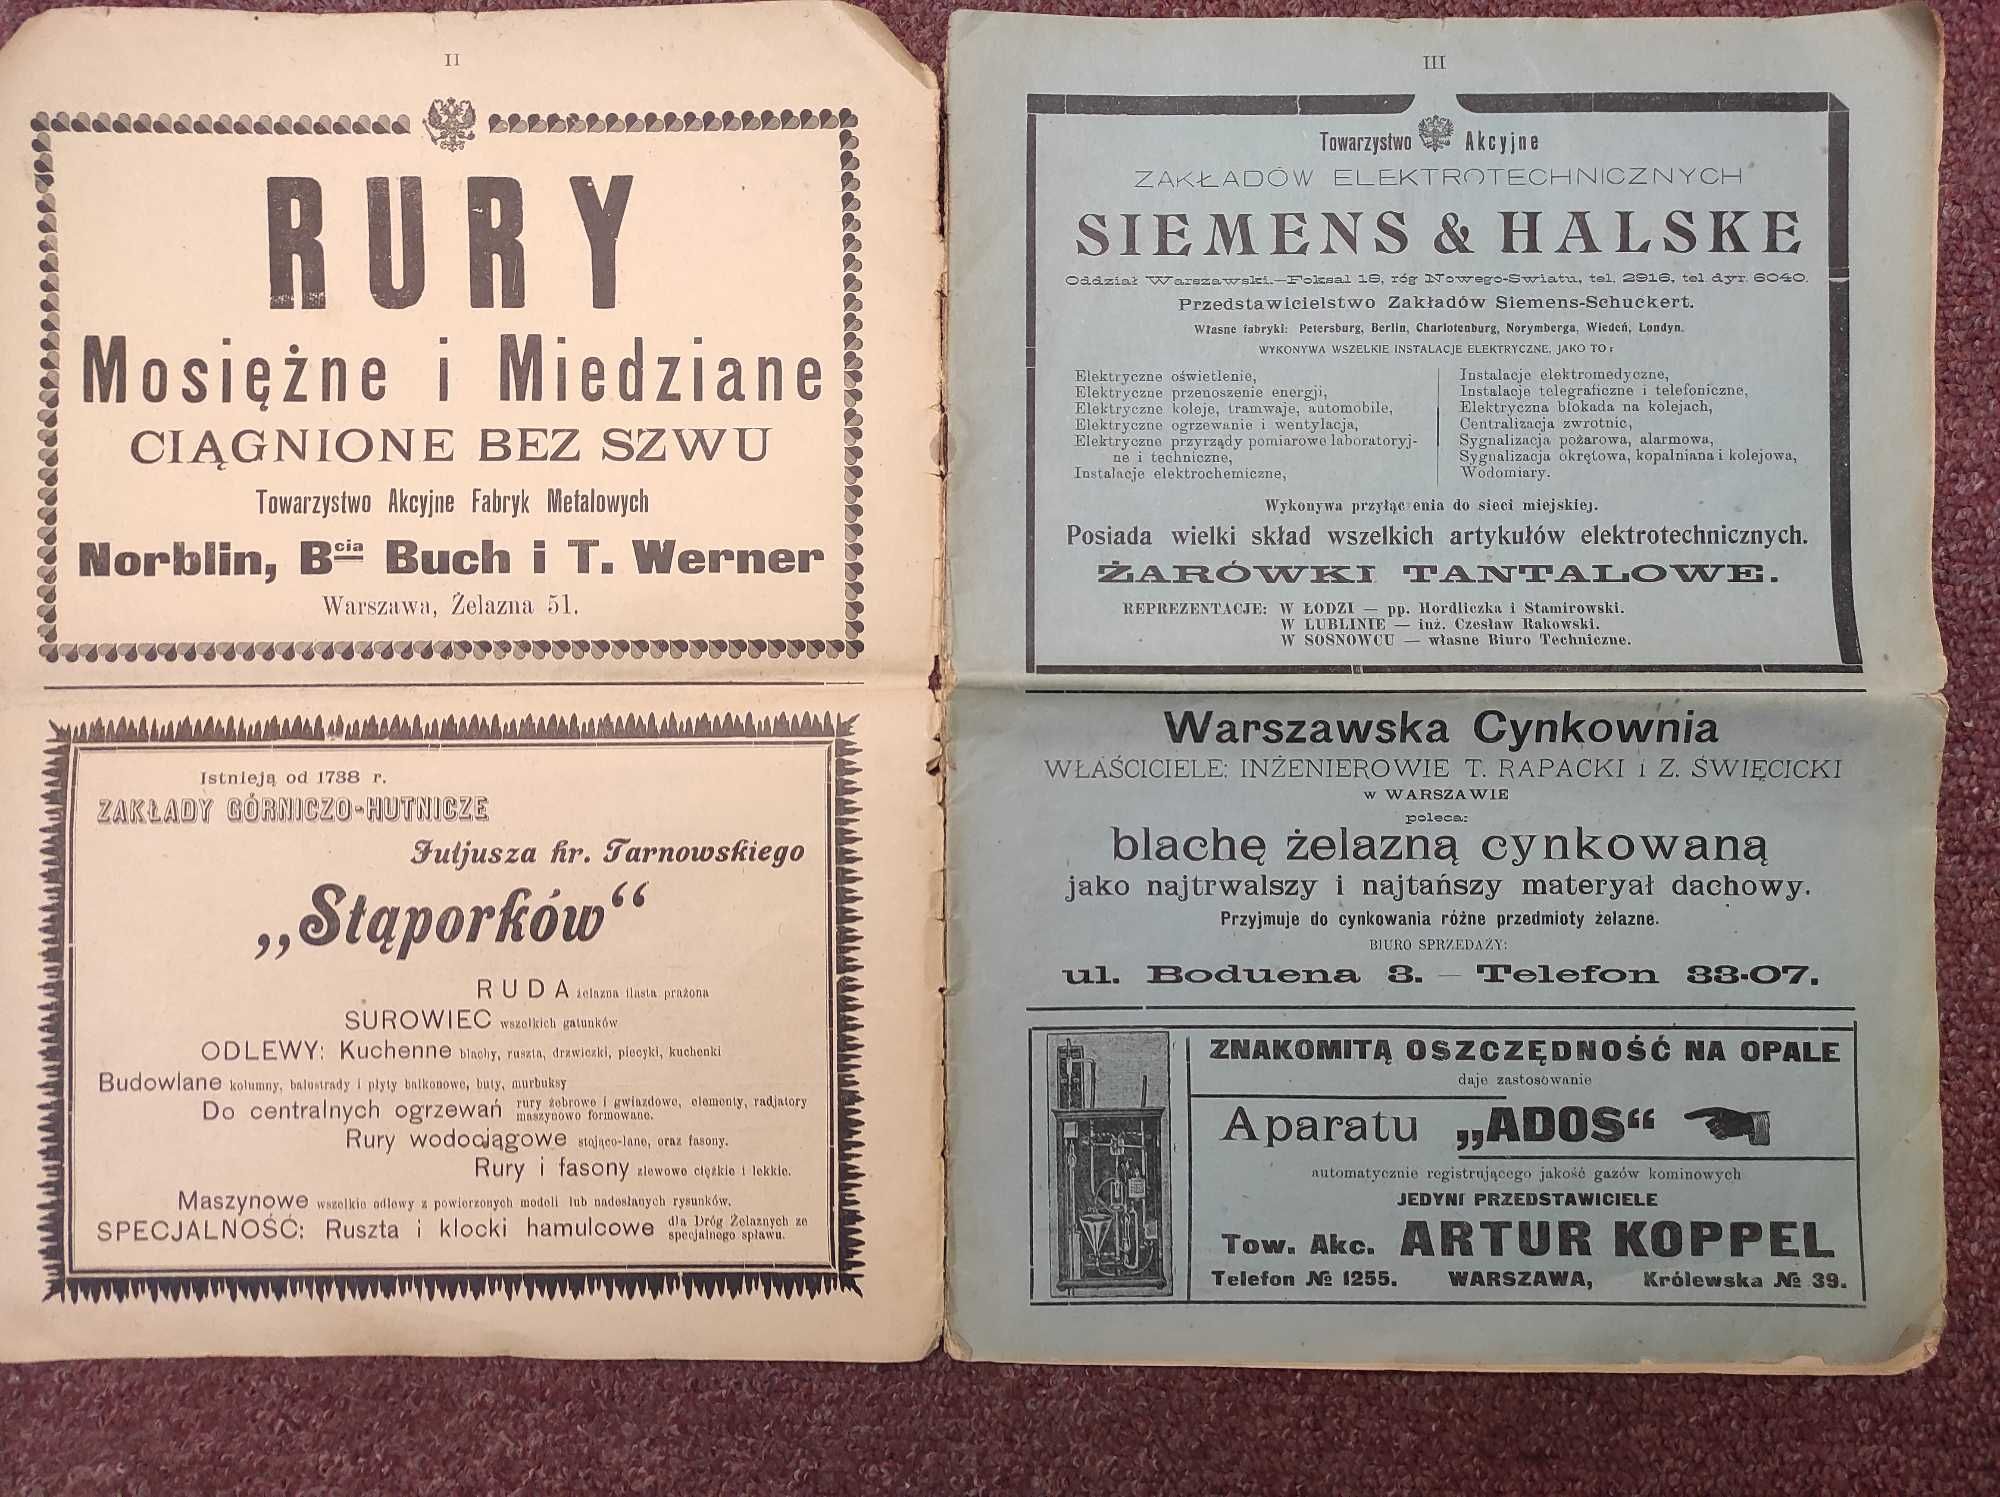 II
RURY
Mosiężne i Miedziane
CIĄGNIONE BEZ SZWU
Towarzystwo Akcyjne Fabryk Metalowych
Norblin, Bcia Buch i T. Werner
Warszawa, Żelazna 51.
Istnieją od 1738 r.
ZAKŁADY GÓRNICZO-HUTNICZE
Juljusza hr. Tarnowskiego
„Stąporków“
RUDA żelazna ilasta prażona
SUROWIEC wszelkich gatunków
ODLEWY: Kuchenne blachy, ruszta, drzwiczki, piecyki, kuchenki
Budowlane kolumny, balustrady i płyty balkonowe, buty, murbuksy
Do centralnych ogrzewań rury żebrowe i gwiazdowe, elementy, radjatory
maszynowo formowane.
Rury wodociągowe stojąco-lane, oraz fasony.
Rury i fasony zlewowe ciężkie i lekkie.
Maszynowe wszelkie odlewy z powierzonych modeli lub nadesłanych rysunków.
SPECJALNOŚĆ: Ruszta i klocki hamulcowe dla Dróg Żelaznych ze
specjalnego spławu.
III
Towarzystwo Akcyjne
ZAKŁADÓW ELEKTROTECHNICZNYCH
SIEMENS & HALSKE
Oddział Warszawski.—Foksal 18, róg Nowego-Swiatu, tel. 2916, tel. dyr. 6040.
Przedstawicielstwo Zakładów Siemens-Schuckert.
Własne fabryki: Petersburg, Berlin, Charlotenburg, Norymberga, Wiedeń, Londyn.
WYKONYWA WSZELKIE INSTALACJE ELEKTRYCZNE, JAKO TO:
Elektryczne oświetlenie,
Elektryczne przenoszenie energji,
Elektryczne koleje, tramwaje, automobile,
Elektryczne ogrzewanie i wentylacja,
Elektryczne przyrządy pomiarowe laboratoryj-
ne i techniczne,
Instalacje elektrochemiczne,
Instalacje elektromedyczne,
Instalacje telegraficzne i telefoniczne,
Elektryczna blokada na kolejach,
Centralizacja zwrotnic,
Sygnalizacja pożarowa, alarmowa,
Sygnalizacja okrętowa, kopalniana i kolejowa,
Wodomiary.
Wykonywa przyłąc enia do sieci miejskiej.
Posiada wielki skład wszelkich artykułów elektrotechnicznych.
ŻARÓWKI TANTALOWE.
REPREZENTACJE: W ŁODZI — pp. Hordliczka i Stamirowski.
W LUBLINIE — inż. Czesław Rakowski.
W SOSNOWCU — własne Biuro Techniczne.
Warszawska Cynkownia
WŁAŚCICIELE: INŻENIEROWIE T. RAPACKI i Z. ŚWIĘCICKI
w WARSZAWIE
poleca:
blachę żelazną cynkowaną
jako najtrwalszy i najtańszy materyał dachowy.
Przyjmuje do cynkowania różne przedmioty żelazne.
BIURO SPRZEDAŻY:
ul. Boduena 3. — Telefon 33-07.
ZNAKOMITĄ OSZCZĘDNOŚĆ NA OPALE
daje zastosowanie
Aparatu „ADOS“
automatycznie registrującego jakość gazów kominowych
JEDYNI PRZEDSTAWICIELE
Tow. Akc. ARTUR KOPPEL
Telefon № 1255. WARSZAWA, Królewska № 39.